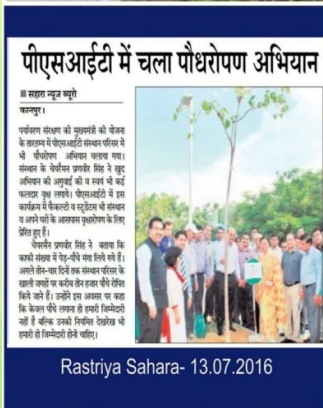 पीएसआईटी में चला पौधरोपण अभियान
■ सहारा न्यूज ब्यूरो
कानपुर।
पर्यावरण संरक्षण की मुख्यमंत्री की योजना
के तारतम्य में पीएसआईटी संस्थान परिसर में
भी पौधरोपण अभियान चलाया गया।
संस्थान के चेयरमैन प्रणवीर सिंह ने खुद
अभियान की अगुवाई की व स्वयं भी कई
फलदार वृक्ष लगाये। पीएसआईटी में इस
कार्यक्रम में फैकल्टी व स्टूडेंटस भी संस्थान
व अपने घरों के आसपास वृक्षारोपण के लिए
प्रेरित हुए हैं।
चेयरमैन प्रणवीर सिंह ने बताया कि
काफी संख्या में पेड़-पौधे मंगा लिये गये हैं।
अगले तीन-चार दिनों तक संस्थान परिसर के
खाली जगहों पर करीब तीन हजार पौधे रोपित
किये जाने हैं। उन्होंने इस अवसर पर कहा
कि केवल पौधे लगाना ही हमारी जिम्मेदारी
नहीं है बल्कि उनकी नियमित देखरेख भी
हमारी ही जिम्मेदारी होनी चाहिए।
Rastriya Sahara- 13.07.2016